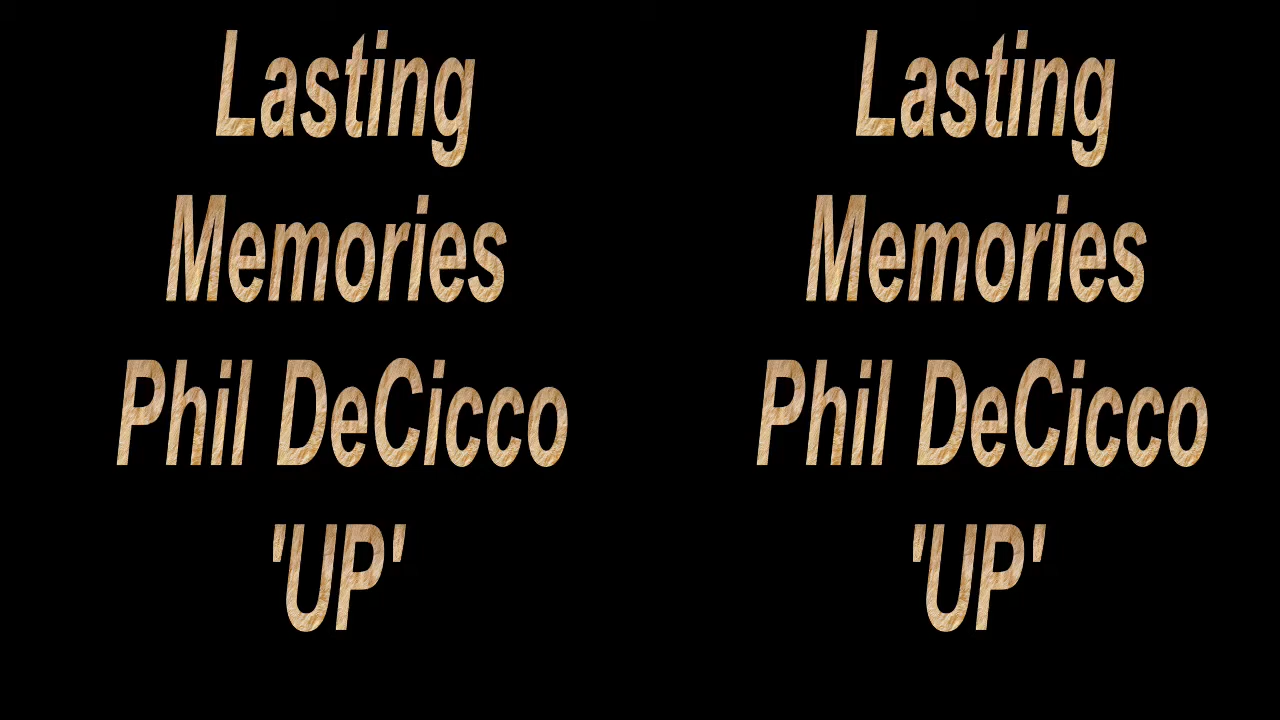 Lasting
Memories
Phil DeCicco
'UP'
Lasting
Memories
Phil DeCicco
'UP'